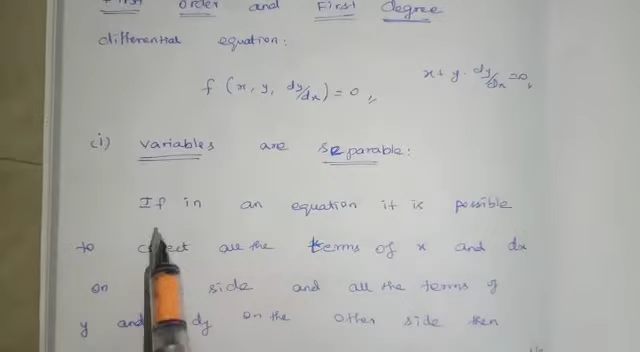 First order and First degree
differential equation:
f (x, y, dy/dx) = 0,, x + y . dy/dx = 0,,
(i) variables are separable:
If in an equation it is possible
to collect all the terms of x and dx
on side and all the terms of
y and dy on the other side then